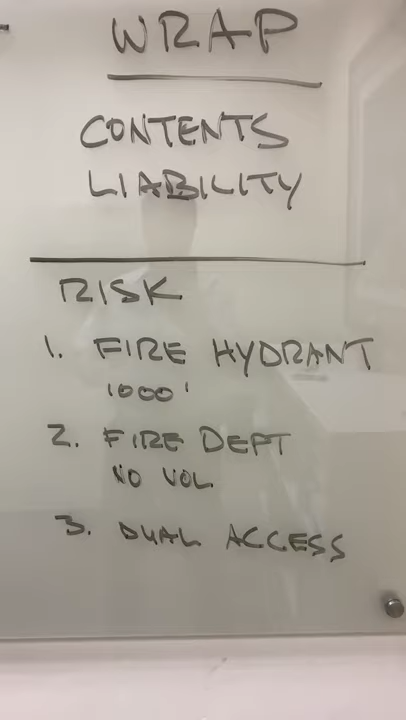 WRAP
CONTENTS
LIABILITY
RISK
1. FIRE HYDRANT
1000'
2. FIRE DEPT
NO VOL.
3. DUAL ACCESS